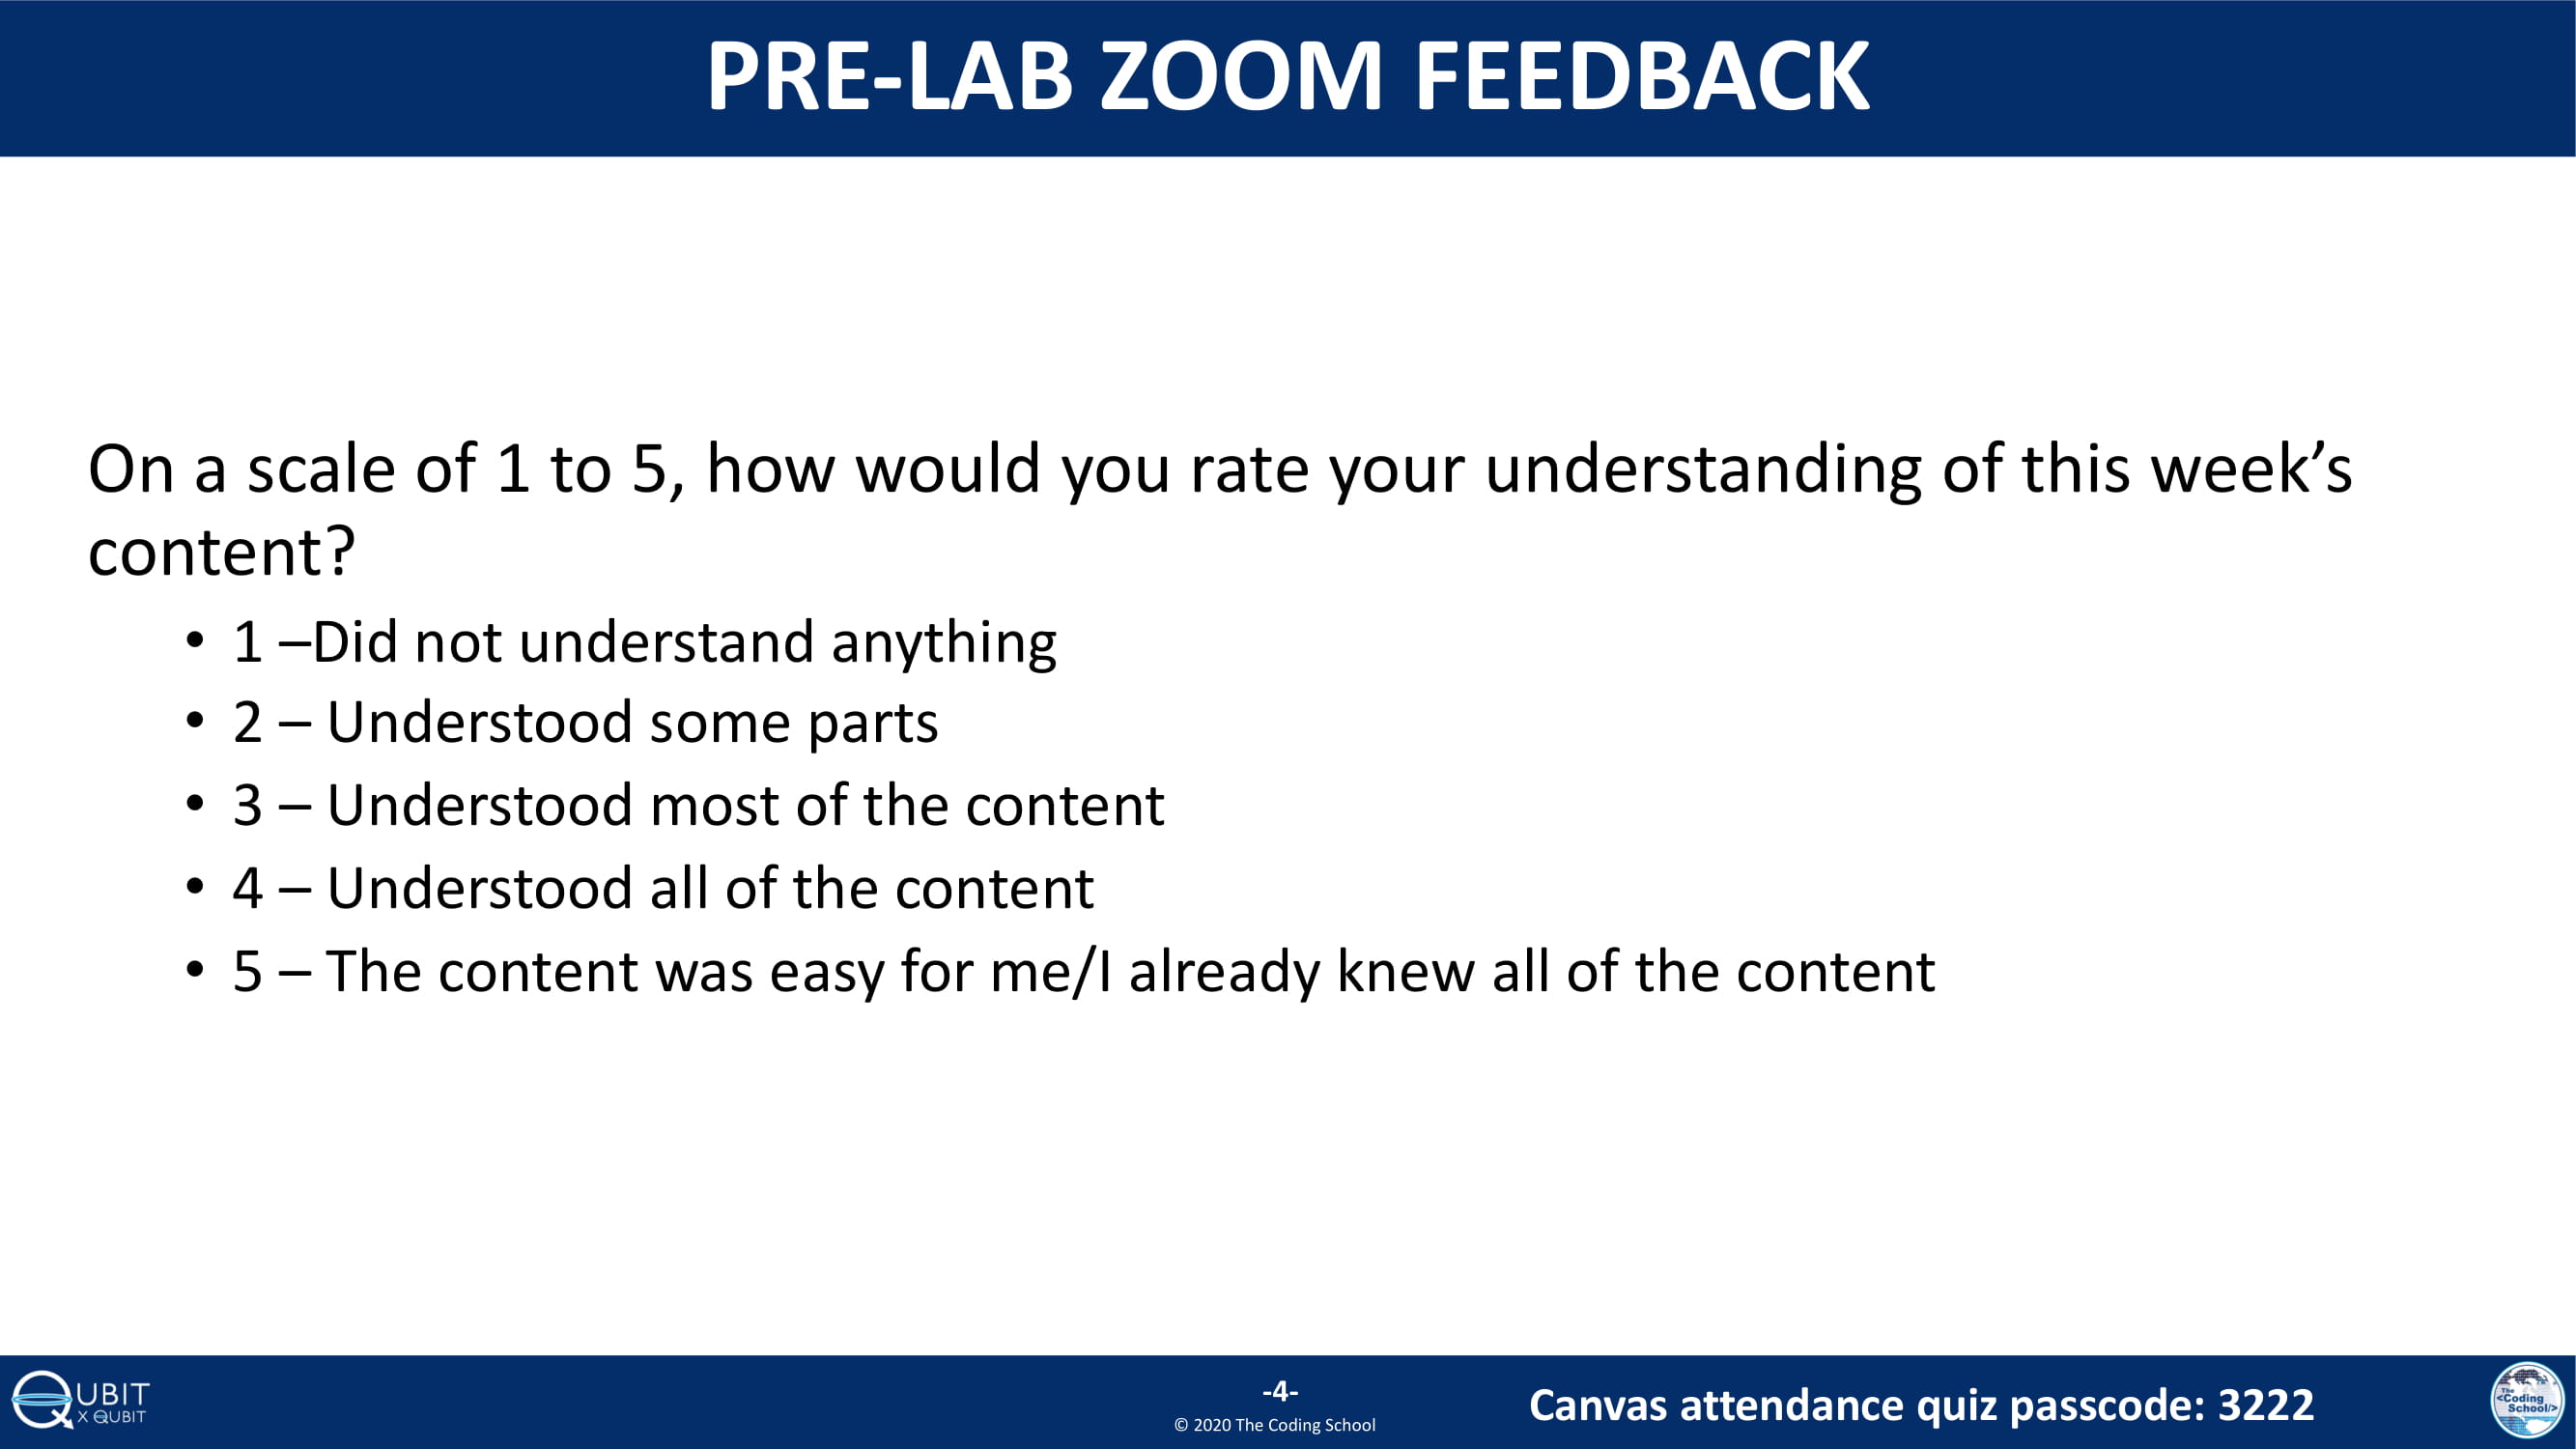 PRE-LAB ZOOM FEEDBACK
On a scale of 1 to 5, how would you rate your understanding of this week’s
content?
• 1 –Did not understand anything
• 2 – Understood some parts
• 3 – Understood most of the content
• 4 – Understood all of the content
• 5 – The content was easy for me/I already knew all of the content
QUBIT
X QUBIT
-4-
© 2020 The Coding School
Canvas attendance quiz passcode: 3222
The
<Coding
School/>